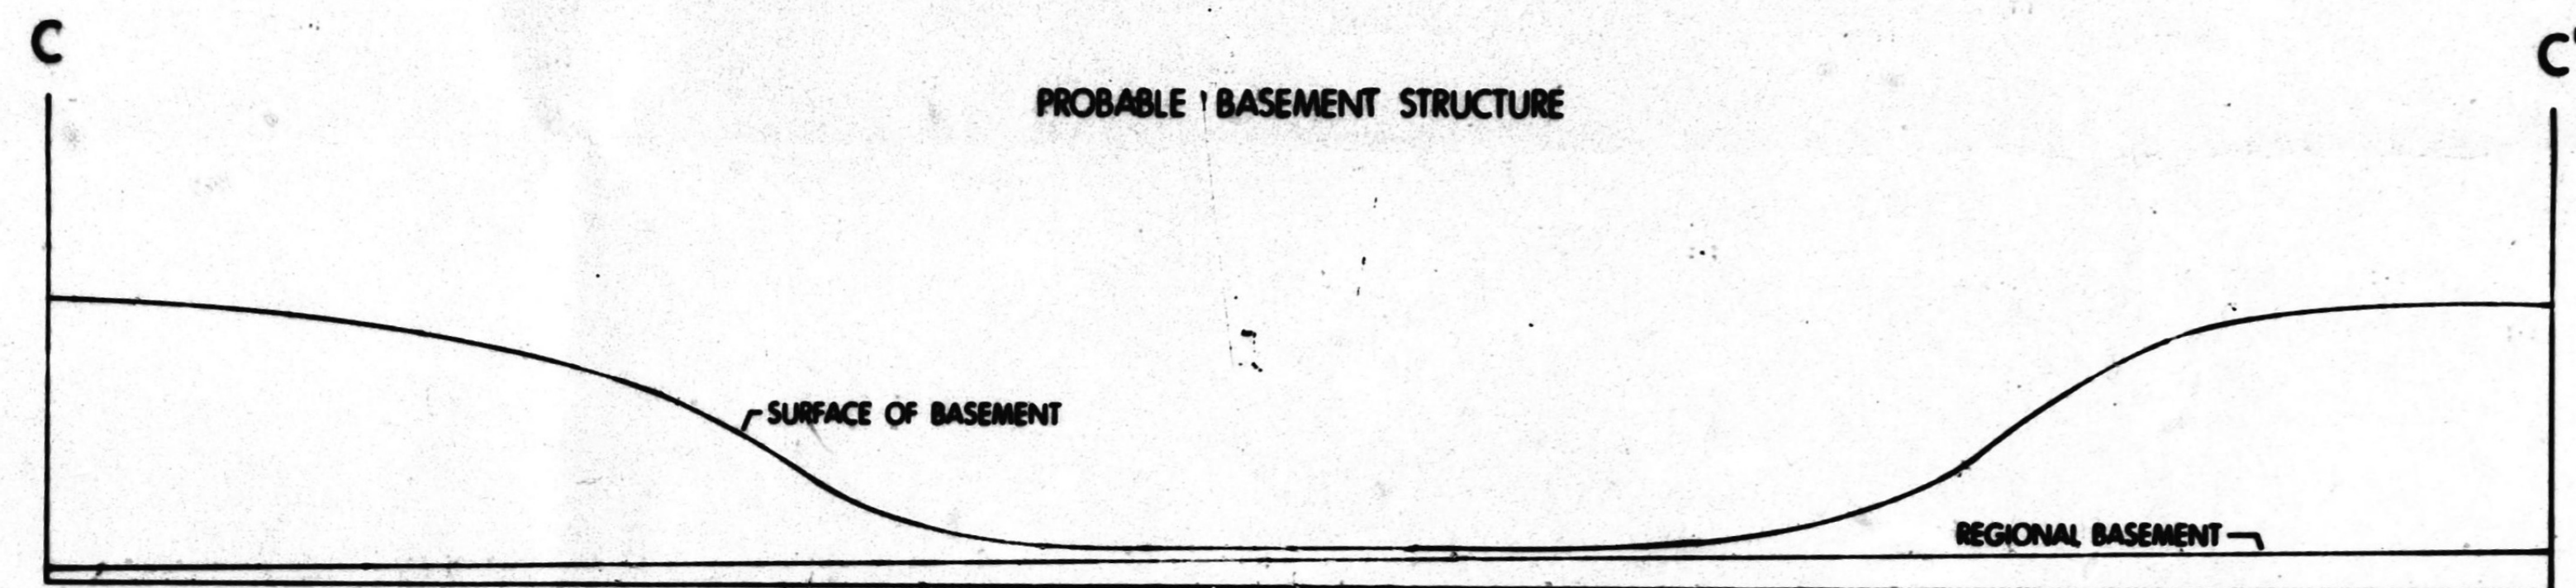 C
C'
PROBABLE BASEMENT STRUCTURE
SURFACE OF BASEMENT
REGIONAL BASEMENT